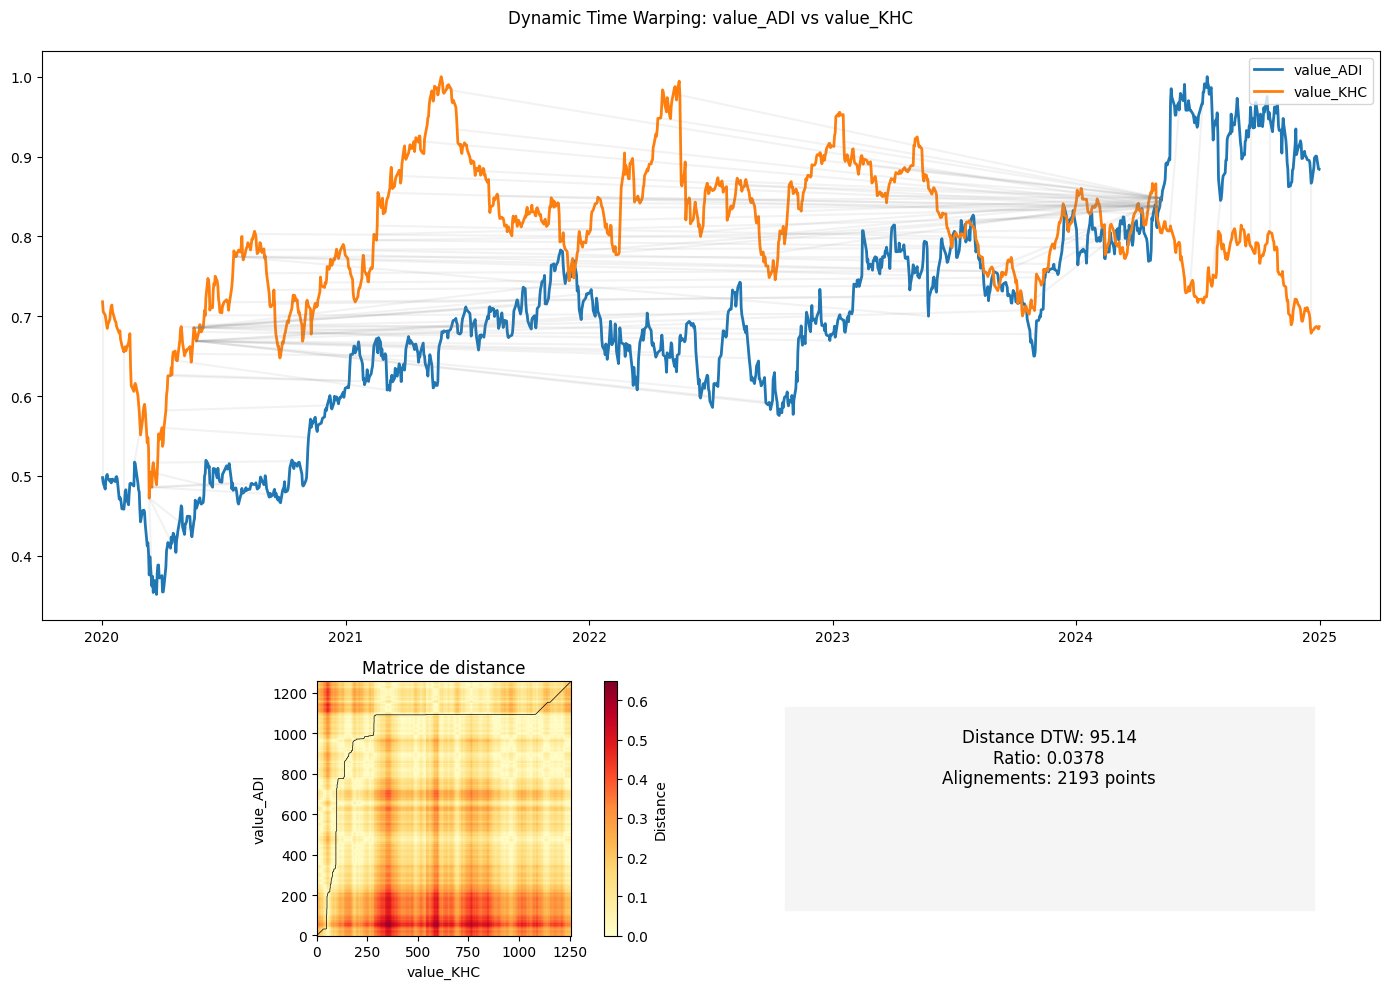 Dynamic Time Warping: value_ADI vs value_KHC
1.0
0.9
0.8
0.7
0.6
0.5
0.4
value_ADI
value_KHC
2020 2021 2022 2023 2024 2025
Matrice de distance
1200
1000
800
600
400
200
0
value_ADI
0 250 500 750 1000 1250
value_KHC
0.6
0.5
0.4
0.3
0.2
0.1
0.0
Distance
Distance DTW: 95.14
Ratio: 0.0378
Alignements: 2193 points